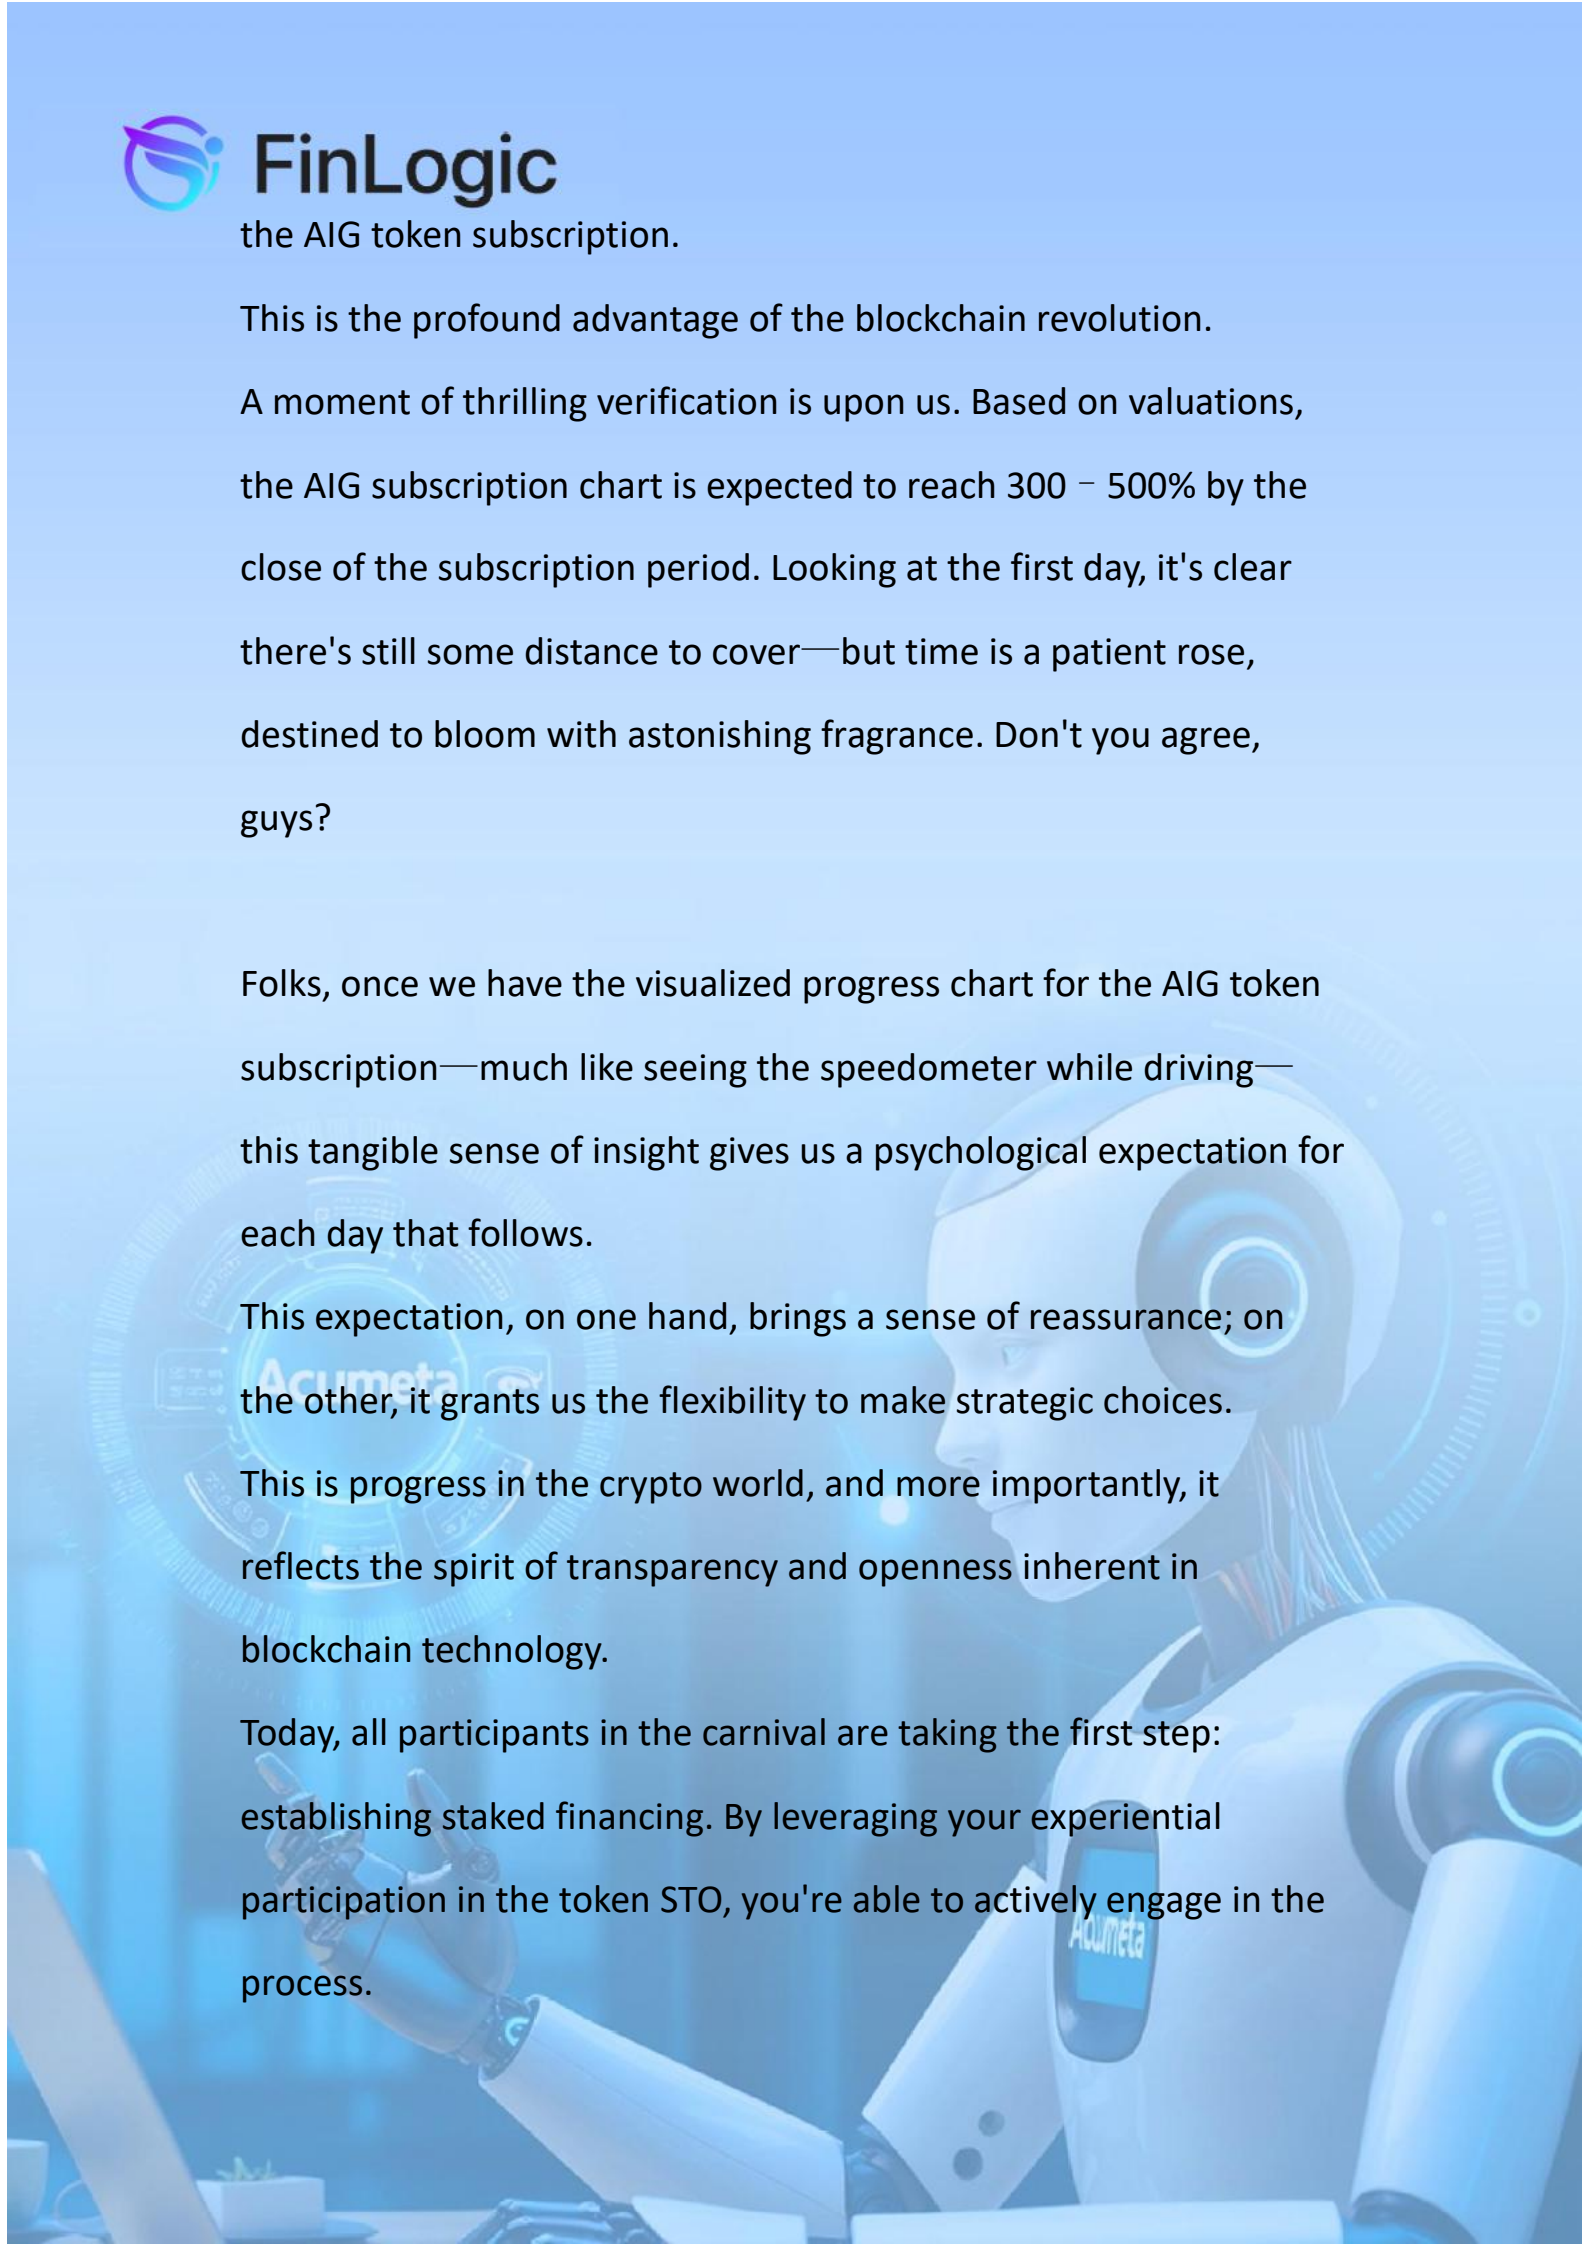 FinLogic
the AIG token subscription.
This is the profound advantage of the blockchain revolution.
A moment of thrilling verification is upon us. Based on valuations,
the AIG subscription chart is expected to reach 300–500% by the
close of the subscription period. Looking at the first day, it's clear
there's still some distance to cover—but time is a patient rose,
destined to bloom with astonishing fragrance. Don't you agree,
guys?
Folks, once we have the visualized progress chart for the AIG token
subscription—much like seeing the speedometer while driving—
this tangible sense of insight gives us a psychological expectation for
each day that follows.
This expectation, on one hand, brings a sense of reassurance; on
Acumeta
the other, it grants us the flexibility to make strategic choices.
This is progress in the crypto world, and more importantly, it
reflects the spirit of transparency and openness inherent in
blockchain technology.
Today, all participants in the carnival are taking the first step:
establishing staked financing. By leveraging your experiential
participation in the token STO, you're able to actively engage in the
Acumeta
process.